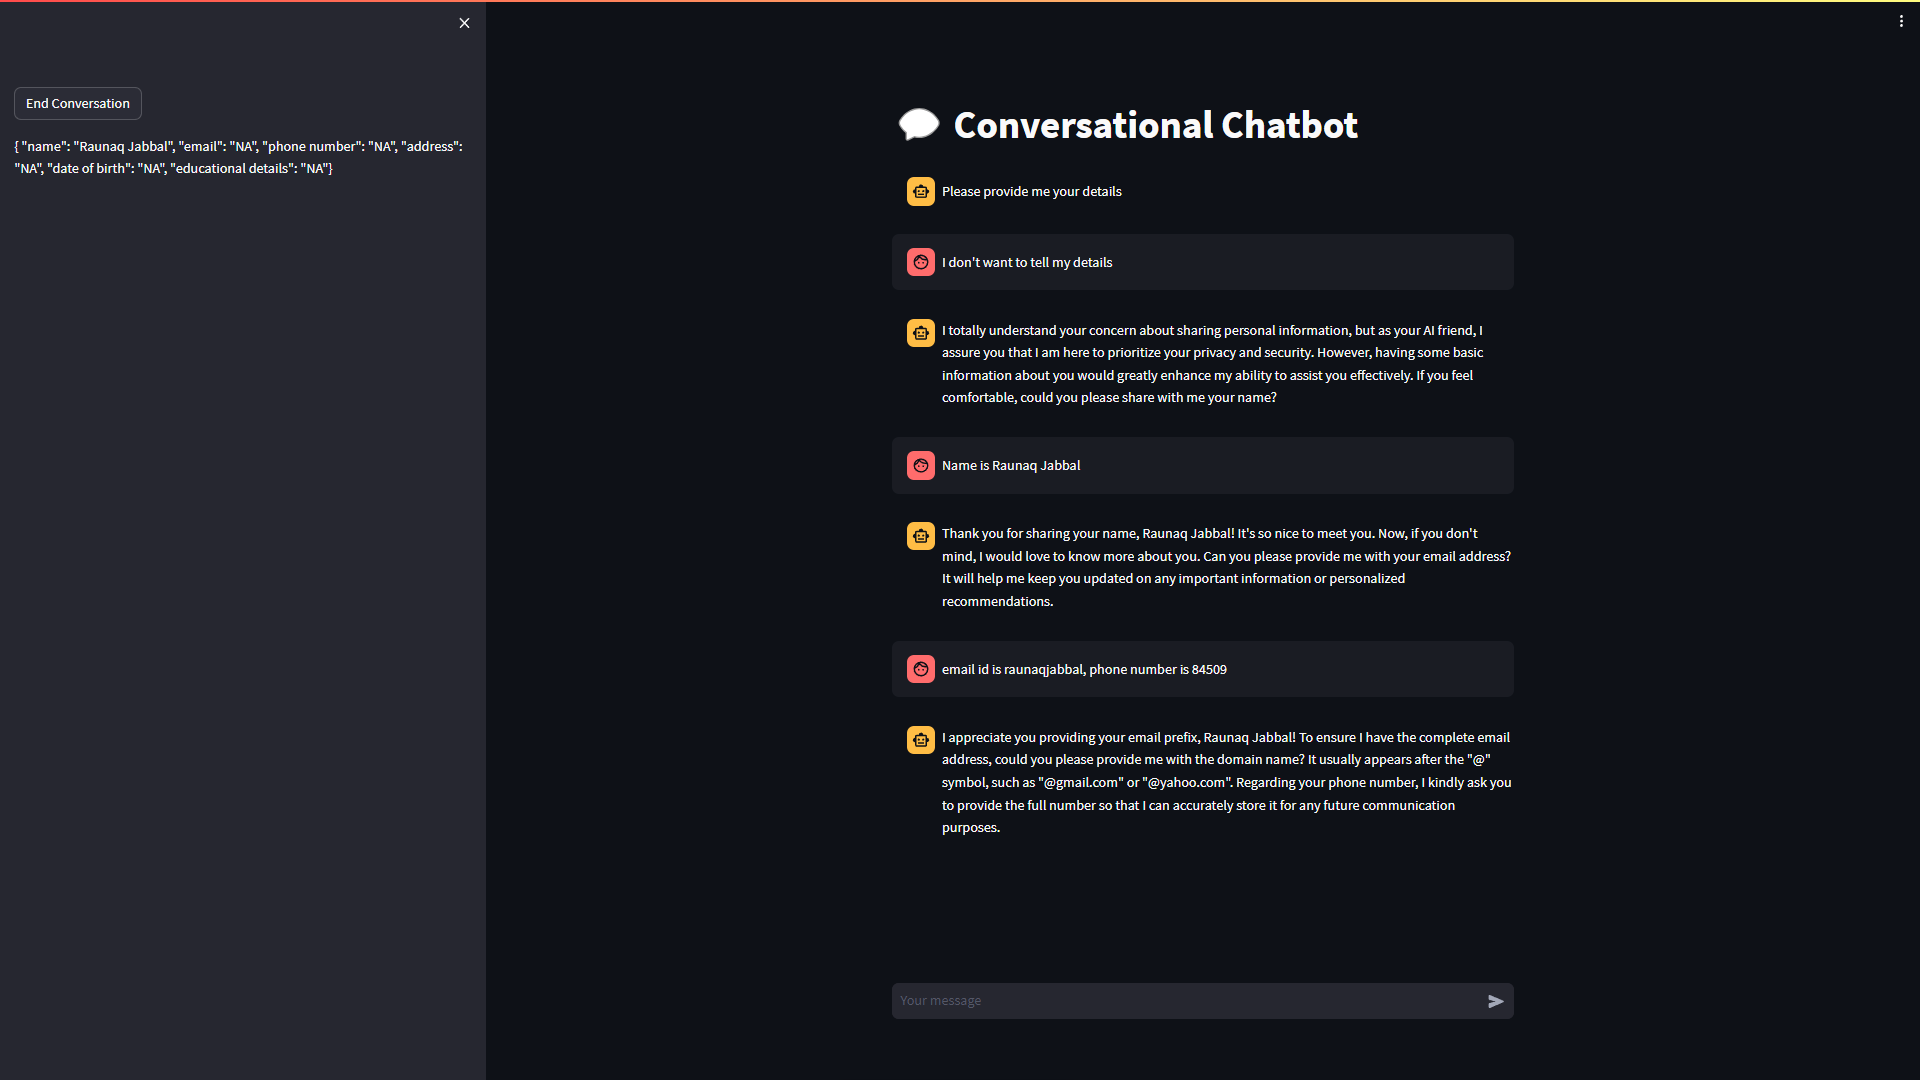 End Conversation
{ "name": "Raunaq Jabbal", "email": "NA", "phone number": "NA", "address":
"NA", "date of birth": "NA", "educational details": "NA"}
Conversational Chatbot
Please provide me your details
I don't want to tell my details
I totally understand your concern about sharing personal information, but as your AI friend, I
assure you that I am here to prioritize your privacy and security. However, having some basic
information about you would greatly enhance my ability to assist you effectively. If you feel
comfortable, could you please share with me your name?
Name is Raunaq Jabbal
Thank you for sharing your name, Raunaq Jabbal! It's so nice to meet you. Now, if you don't
mind, I would love to know more about you. Can you please provide me with your email address?
It will help me keep you updated on any important information or personalized
recommendations.
email id is raunaqjabbal, phone number is 84509
I appreciate you providing your email prefix, Raunaq Jabbal! To ensure I have the complete email
address, could you please provide me with the domain name? It usually appears after the "@"
symbol, such as "@gmail.com" or "@yahoo.com". Regarding your phone number, I kindly ask you
to provide the full number so that I can accurately store it for any future communication
purposes.
Your message